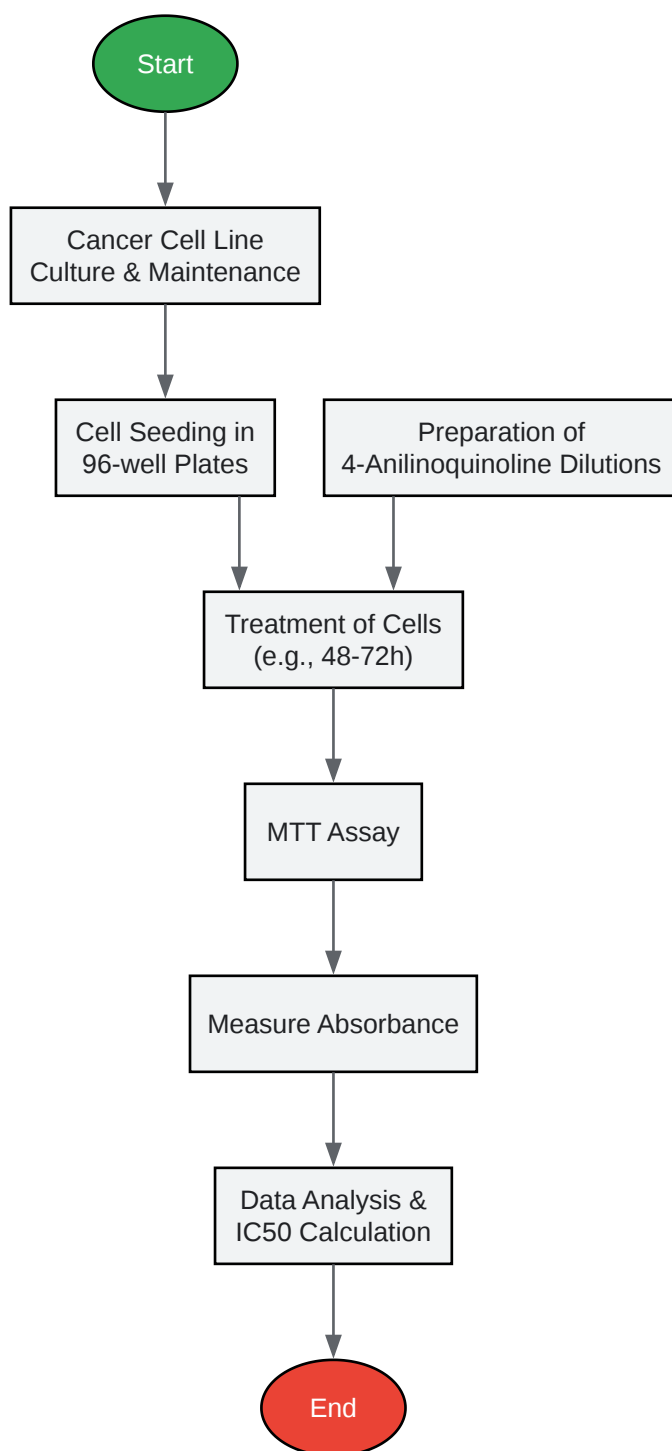 Start
Cancer Cell Line
Culture & Maintenance
Cell Seeding in
96-well Plates
Preparation of
4-Anilinoquinoline Dilutions
Treatment of Cells
(e.g., 48-72h)
MTT Assay
Measure Absorbance
Data Analysis &
IC50 Calculation
End